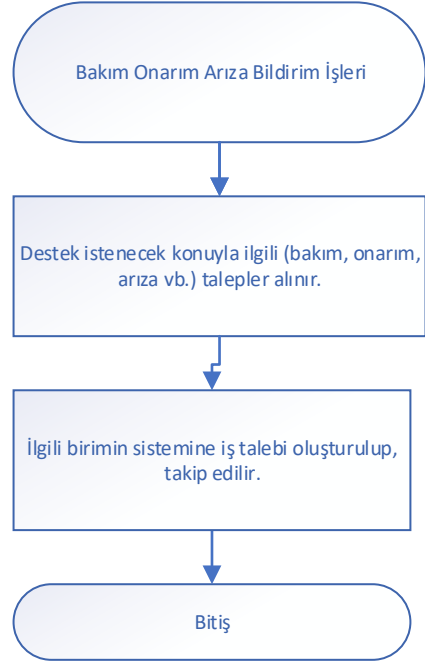 Bakım Onarım Arıza Bildirim İşleri
Destek istenecek konuyla ilgili (bakım, onarım,
arıza vb.) talepler alınır.
İlgili birimin sistemine iş talebi oluşturulup,
takip edilir.
Bitiş